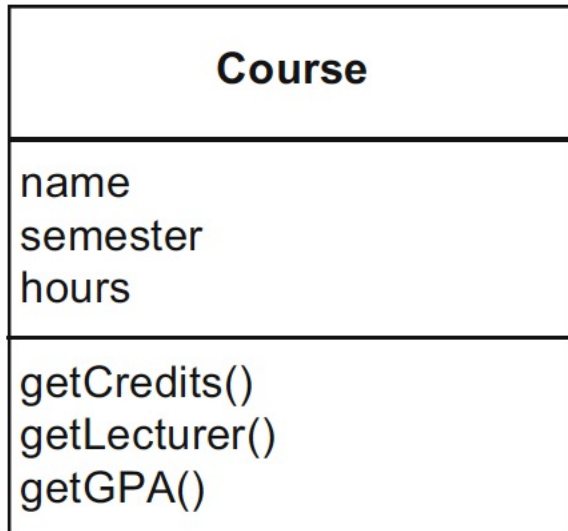 Course
name
semester
hours
getCredits()
getLecturer()
getGPA()